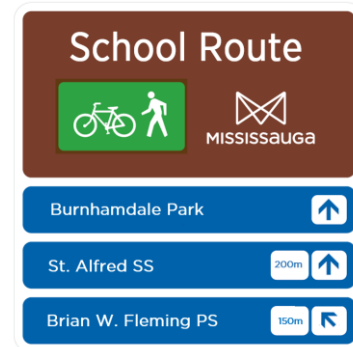 School Route
MISSISSAUGA
Burnhamdale Park
St. Alfred SS 200m
Brian W. Fleming PS 150m